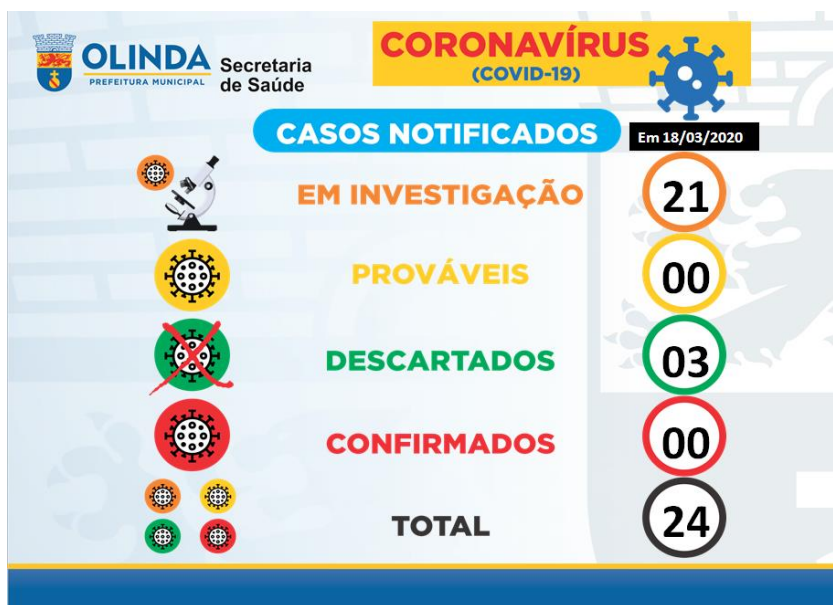 OLINDA
PREFEITURA MUNICIPAL
Secretaria
de Saúde
CORONAVÍRUS
(COVID-19)
CASOS NOTIFICADOS
Em 18/03/2020
EM INVESTIGAÇÃO 21
PROVÁVEIS 00
DESCARTADOS 03
CONFIRMADOS 00
TOTAL 24